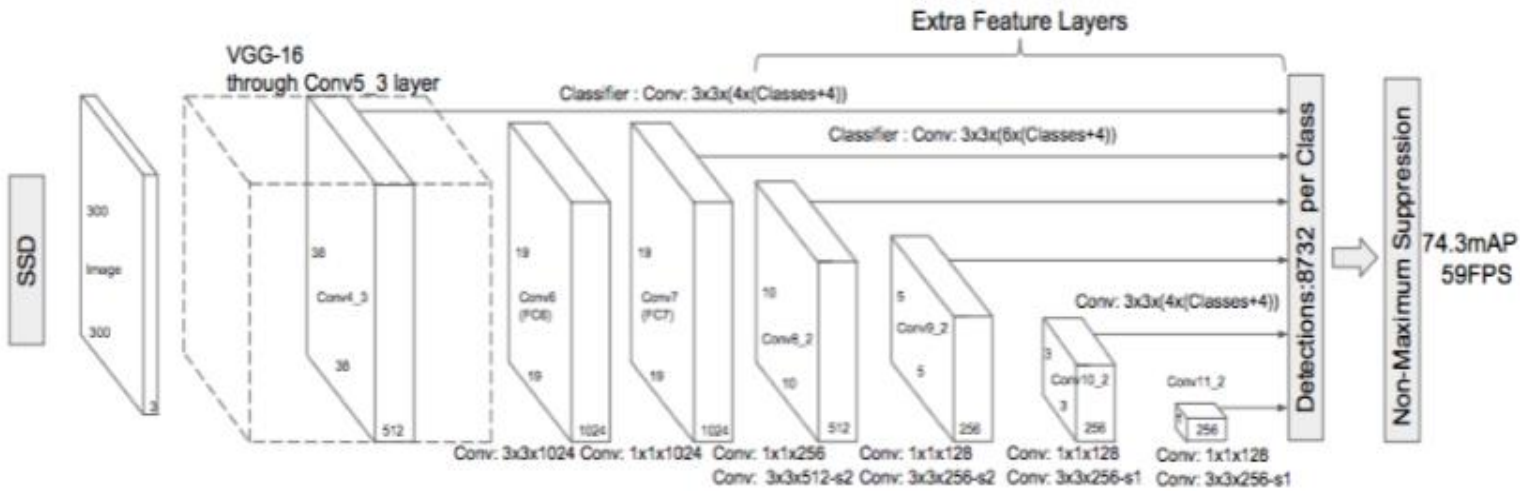 Extra Feature Layers
VGG-16
through Conv5_3 layer
Classifier : Conv: 3x3x(4x(Classes+4))
Classifier : Conv: 3x3x(6x(Classes+4))
SSD
300
Image
300
3
38
Conv4_3
38
512
19
Conv6
(FC6)
19
1024
19
Conv7
(FC7)
19
1024
10
Conv8_2
10
512
5
Conv9_2
5
256
Conv: 3x3x(4x(Classes+4))
3
Conv10_2
3
256
Conv11_2
256
Detections:8732 per Class
Non-Maximum Suppression
74.3mAP
59FPS
Conv: 3x3x1024
Conv: 1x1x1024
Conv: 1x1x256
Conv: 3x3x512-s2
Conv: 1x1x128
Conv: 3x3x256-s2
Conv: 1x1x128
Conv: 3x3x256-s1
Conv: 1x1x128
Conv: 3x3x256-s1